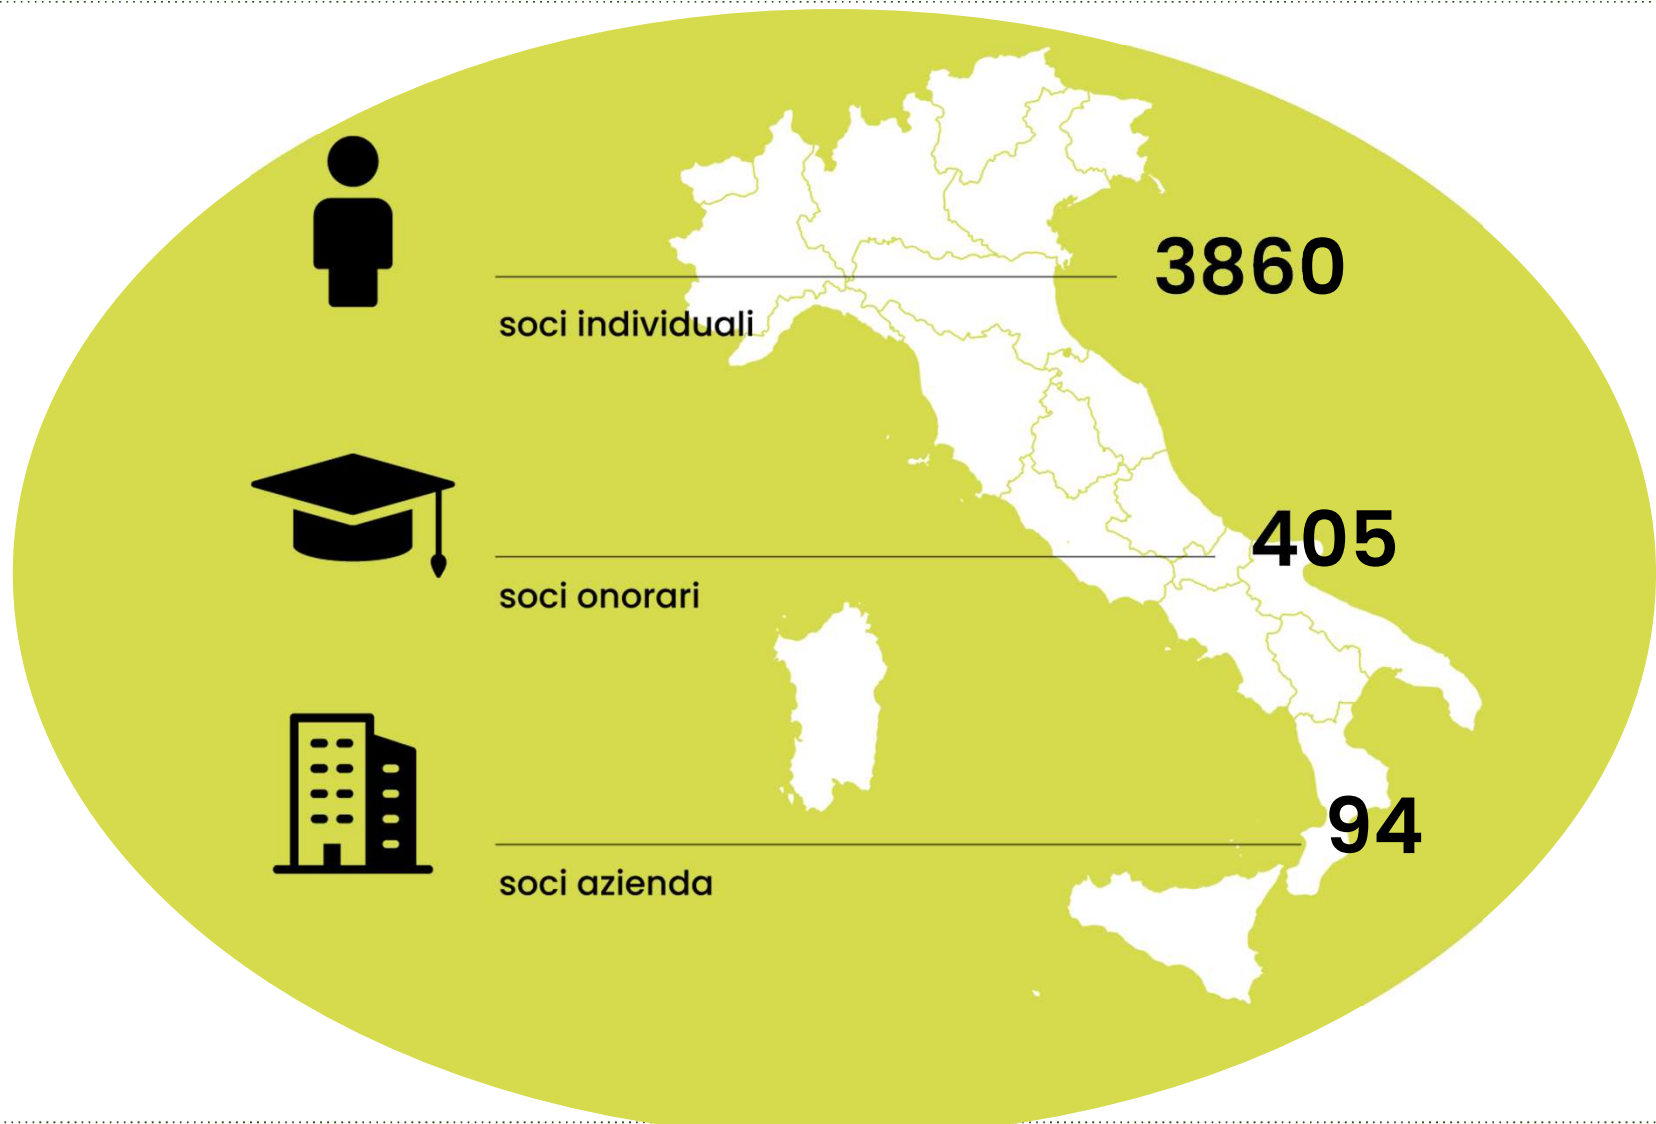 3860
soci individuali
405
soci onorari
94
soci azienda